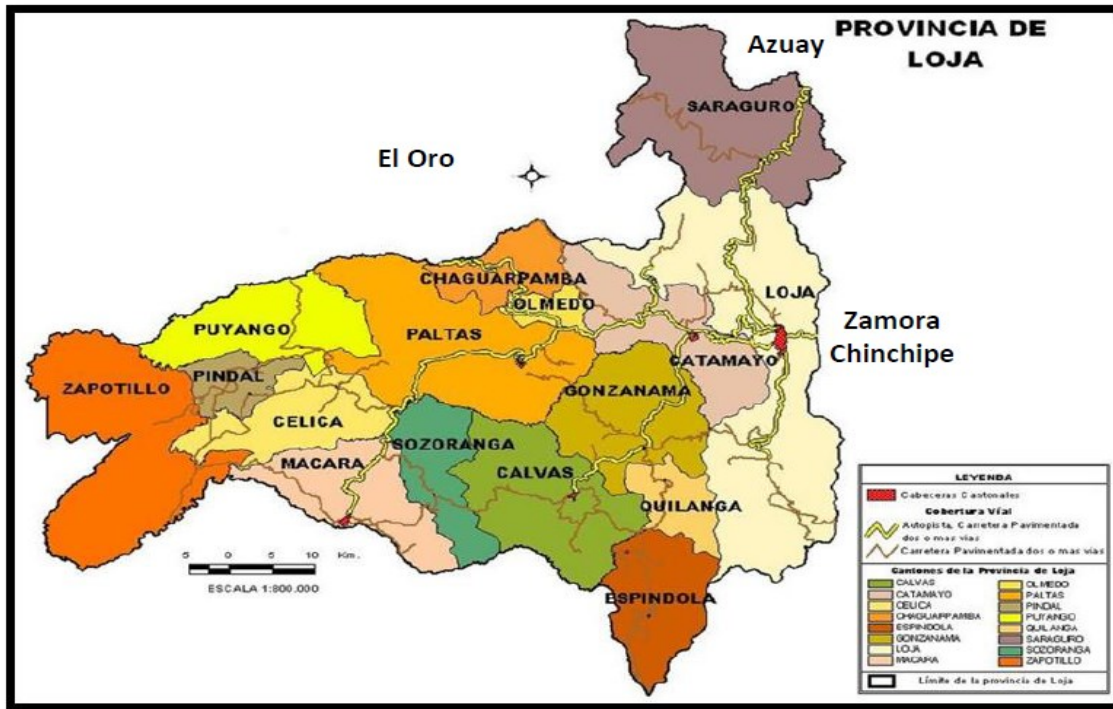 Azuay
PROVINCIA DE
LOJA
SARAGURO
El Oro
CHAGUARPAMBA
OLMEDO
LOJA
PUYANGO
PALTAS
Zamora
Chinchipe
CATAMAYO
ZAPOTILLO
PINDAL
GONZANAMA
CELICA
SOZORANGA
MACARA
CALVAS
QUILANGA
ESPINDOLA
5 0 5 10 Km.
ESCALA 1:800.000
LEYENDA
Cabeceras Cantonales
Cobertura Vial
Autopista, Carretera Pavimentada
dos o mas vias
Carretera Pavimentada dos o mas vias
Cantones de la Provincia de Loja
CALVAS
CATAMAYO
CELICA
CHAGUARPAMBA
ESPINDOLA
GONZANAMA
LOJA
MACARA
OLMEDO
PALTAS
PINDAL
PUYANGO
QUILANGA
SARAGURO
SOZORANGA
ZAPOTILLO
Límite de la provincia de Loja